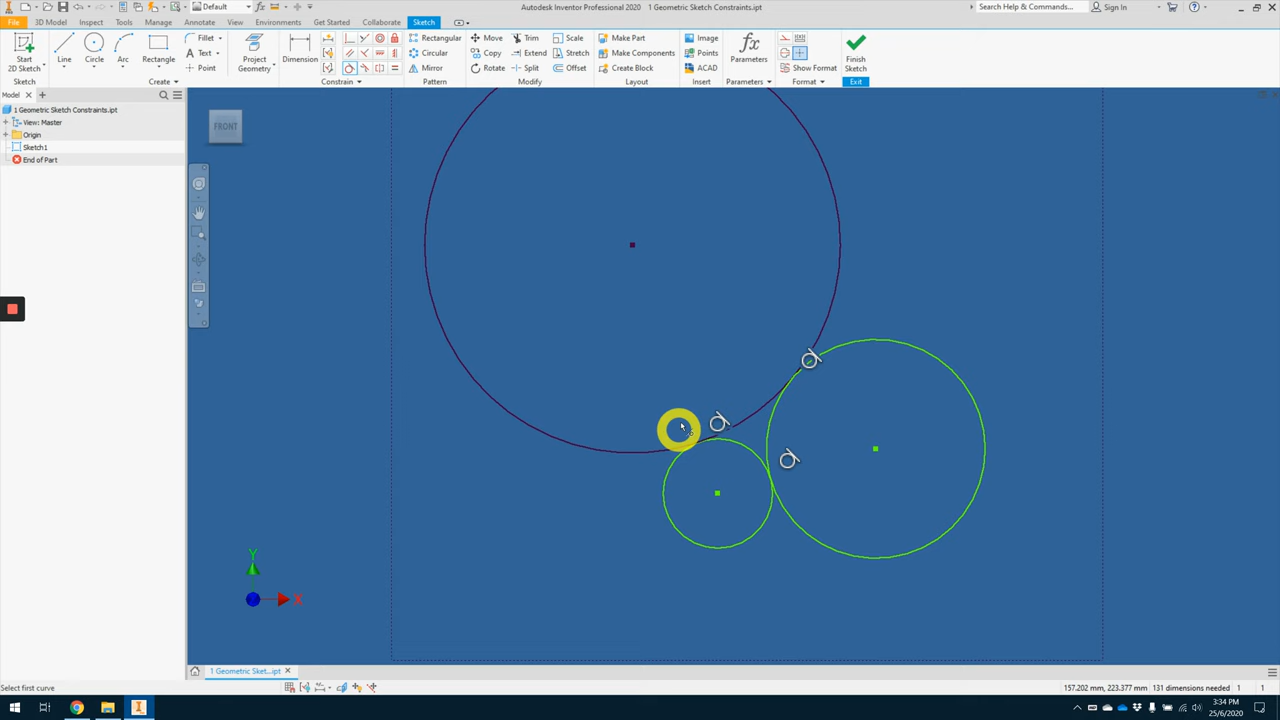 Default
Autodesk Inventor Professional 2020 1 Geometric Sketch Constraints.ipt
Search Help & Commands...
Sign In
File 3D Model Sketch Inspect Tools Manage Annotate View Environments Get Started Collaborate Sketch
Start
2D Sketch
Line
Circle
Arc
Rectangle
Fillet
Text
Point
Project
Geometry
Dimension
Rectangular
Circular
Mirror
Move
Copy
Rotate
Trim
Extend
Split
Scale
Stretch
Offset
Make Part
Make Components
Create Block
Image
Points
ACAD
Parameters
Show Format
Finish
Sketch
Sketch Create Constrain Pattern Modify Layout Insert Parameters Format Exit
Model
1 Geometric Sketch Constraints.ipt
View: Master
Origin
Sketch1
End of Part
FRONT
Y
X
1 Geometric Sket...ipt
Select first curve
157.202 mm, 223.377 mm 131 dimensions needed 1 1
3:34 PM
25/6/2020